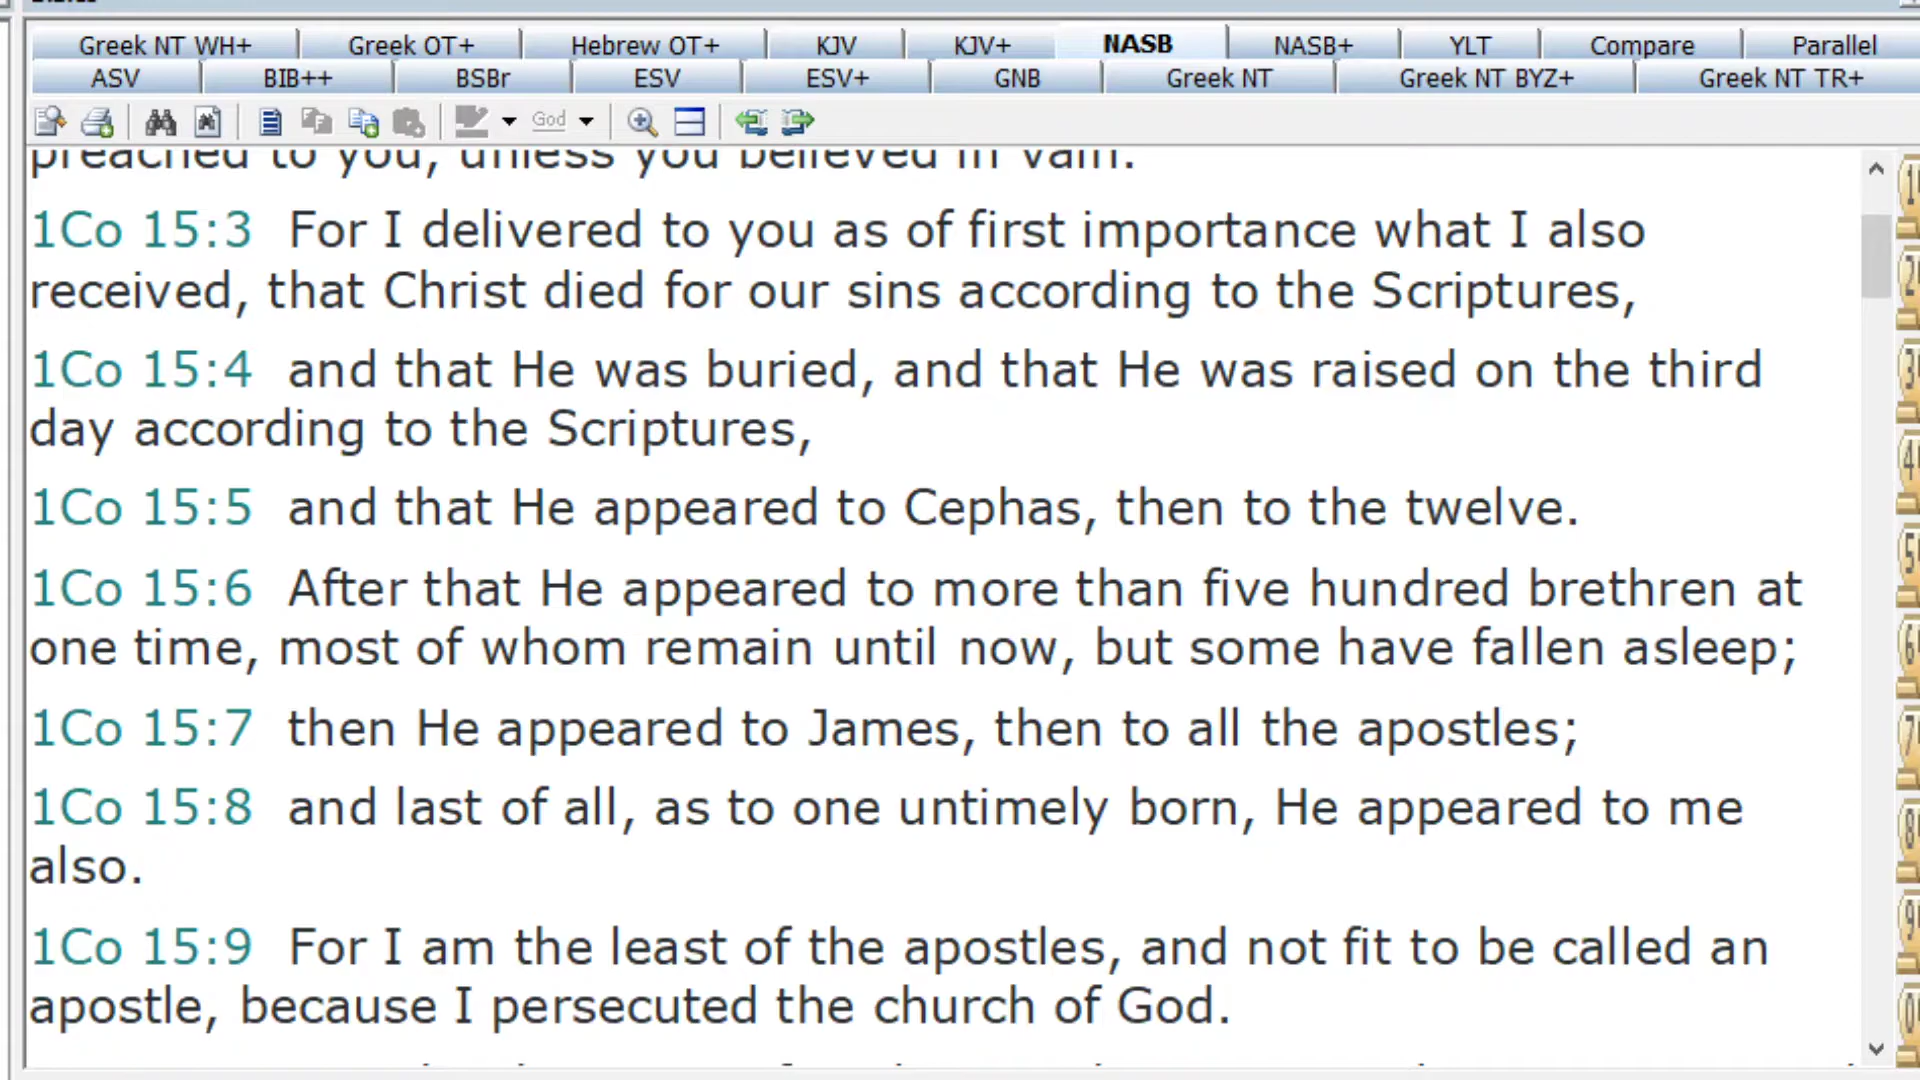 Greek NT WH+ Greek OT+ Hebrew OT+ KJV KJV+ NASB NASB+ YLT Compare Parallel
ASV BIB++ BSBr ESV ESV+ GNB Greek NT Greek NT BYZ+ Greek NT TR+
God
preached to you, unless you believed in vain.
1Co 15:3 For I delivered to you as of first importance what I also
received, that Christ died for our sins according to the Scriptures,
1Co 15:4 and that He was buried, and that He was raised on the third
day according to the Scriptures,
1Co 15:5 and that He appeared to Cephas, then to the twelve.
1Co 15:6 After that He appeared to more than five hundred brethren at
one time, most of whom remain until now, but some have fallen asleep;
1Co 15:7 then He appeared to James, then to all the apostles;
1Co 15:8 and last of all, as to one untimely born, He appeared to me
also.
1Co 15:9 For I am the least of the apostles, and not fit to be called an
apostle, because I persecuted the church of God.